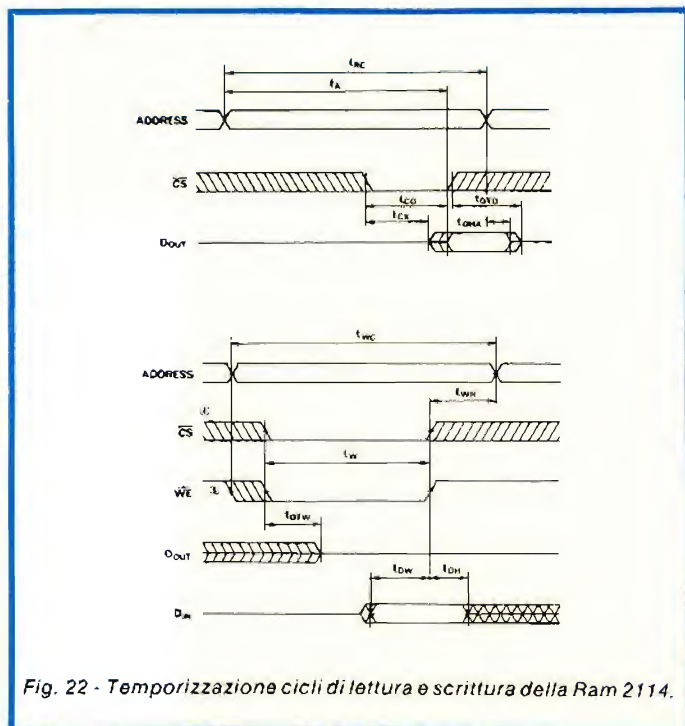 tRC
tA
ADDRESS
CS
tCO
tOTD
tCX
tOHA
DOUT
tWC
ADDRESS
tWR
CS
tW
WE
tOTW
DOUT
tDW
tDH
DIN
Fig. 22 - Temporizzazione cicli di lettura e scrittura della Ram 2114.